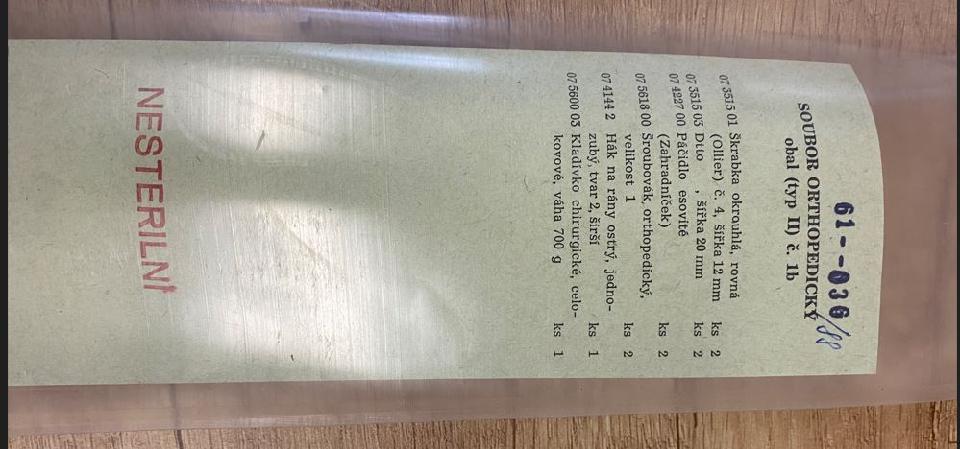 61--036/88
SOUBOR ORTHOPEDICKÝ
obal (typ II) č. 1b
07 3515 01 Škrabka okrouhlá, rovná
(Ollier) č. 4, šířka 12 mm ks 2
07 3515 03 Dtto , šířka 20 mm ks 2
07 4227 00 Páčidlo esovité
(Zahradníček) ks 2
07 5618 00 Šroubovák, orthopedický,
velikost 1 ks 2
07 4144 2 Hák na rány ostrý, jedno-
zubý, tvar 2, širší ks 1
07 5600 03 Kladívko chirurgické, celo-
kovové, váha 700 g ks 1
NESTERILNÍ